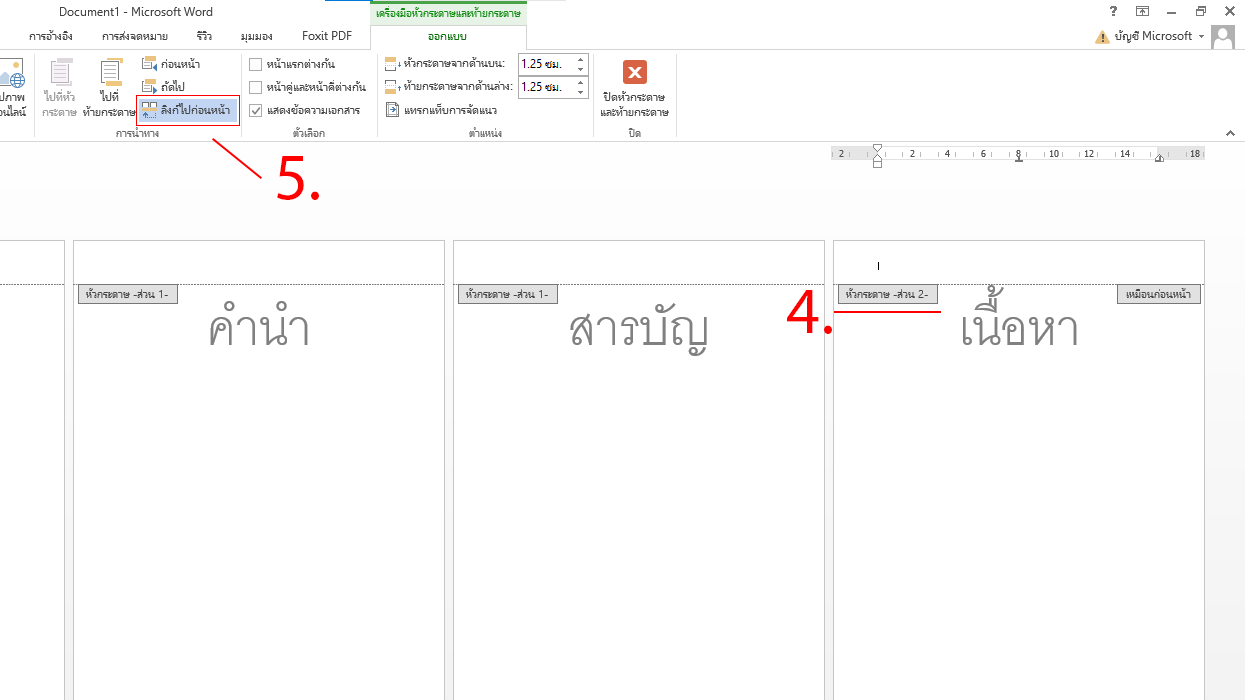 Document1 - Microsoft Word
เครื่องมือหัวกระดาษและท้ายกระดาษ
?
การอ้างอิง
การส่งจดหมาย
รีวิว
มุมมอง
Foxit PDF
ออกแบบ
บัญชี Microsoft
ก่อนหน้า
ถัดไป
ลิงก์ไปก่อนหน้า
ไปที่หัว
กระดาษ
ไปที่
ท้ายกระดาษ
การนำทาง
หน้าแรกต่างกัน
หน้าคู่และหน้าคี่ต่างกัน
แสดงข้อความเอกสาร
ตัวเลือก
หัวกระดาษจากด้านบน: 1.25 ซม.
ท้ายกระดาษจากด้านล่าง: 1.25 ซม.
แทรกแท็บการจัดแนว
ตำแหน่ง
ปิดหัวกระดาษ
และท้ายกระดาษ
ปิด
2 2 4 6 8 10 12 14 18
5.
หัวกระดาษ -ส่วน 1-
คำนำ
หัวกระดาษ -ส่วน 1-
สารบัญ
4.
หัวกระดาษ -ส่วน 2-
เหมือนก่อนหน้า
เนื้อหา